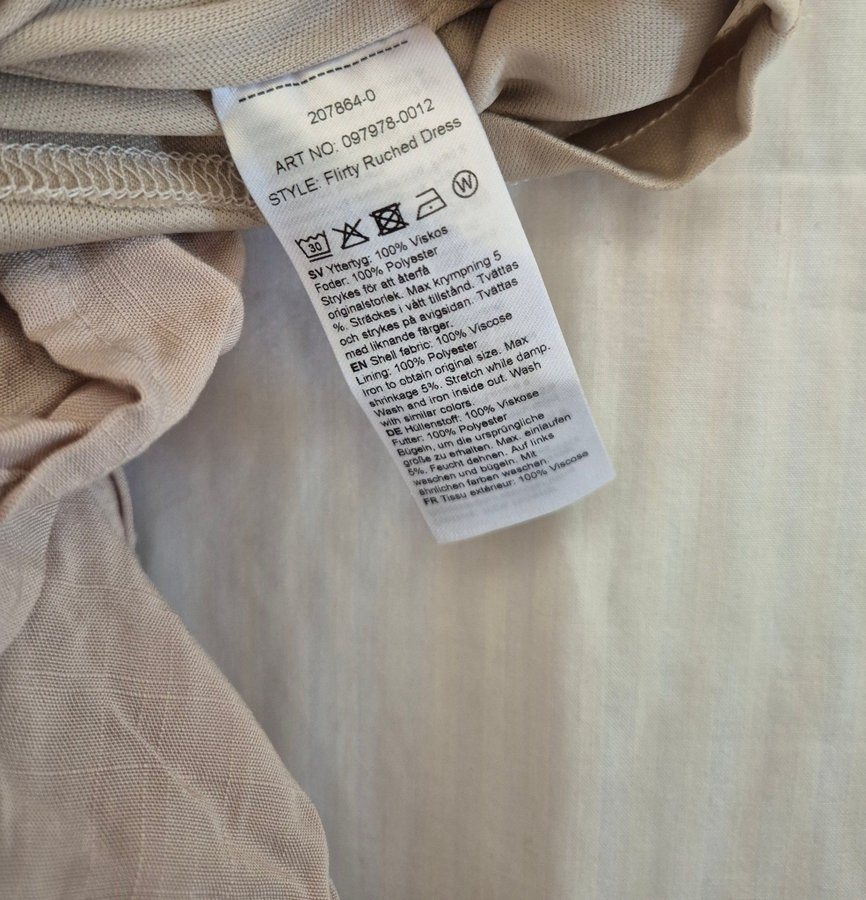 207864-0
ART NO: 097978-0012
STYLE: Flirty Ruched Dress
30 W
SV Yttertyg: 100% Viskos
Foder: 100% Polyester
Strykes för att återfå
originalstorlek. Max krympning 5
%. Sträckes i vått tillstånd. Tvättas
och strykes på avigsidan. Tvättas
med liknande färger.
EN Shell fabric: 100% Viscose
Lining: 100% Polyester
Iron to obtain original size. Max
shrinkage 5%. Stretch while damp.
Wash and iron inside out. Wash
with similar colors.
DE Hüllenstoff: 100% Viskose
Futter: 100% Polyester
Bügeln, um die ursprüngliche
größe zu erhalten. Max. einlaufen
5%. Feucht dehnen. Auf links
waschen und bügeln. Mit
ähnlichen farben waschen.
FR Tissu extérieur: 100% Viscose